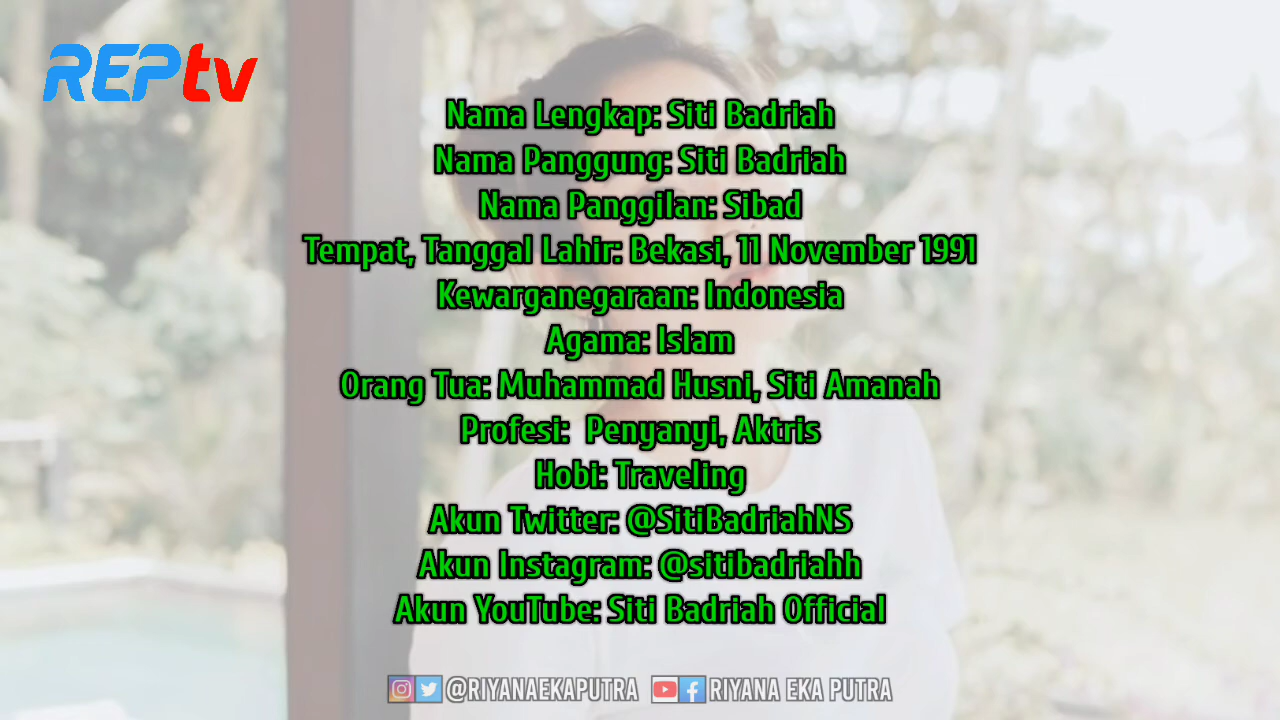 REPtv
Nama Lengkap: Siti Badriah
Nama Panggung: Siti Badriah
Nama Panggilan: Sibad
Tempat, Tanggal Lahir: Bekasi, 11 November 1991
Kewarganegaraan: Indonesia
Agama: Islam
Orang Tua: Muhammad Husni, Siti Amanah
Profesi: Penyanyi, Aktris
Hobi: Traveling
Akun Twitter: @SitiBadriahNS
Akun Instagram: @sitibadriahh
Akun YouTube: Siti Badriah Official
@RIYANAEKAPUTRA RIYANA EKA PUTRA